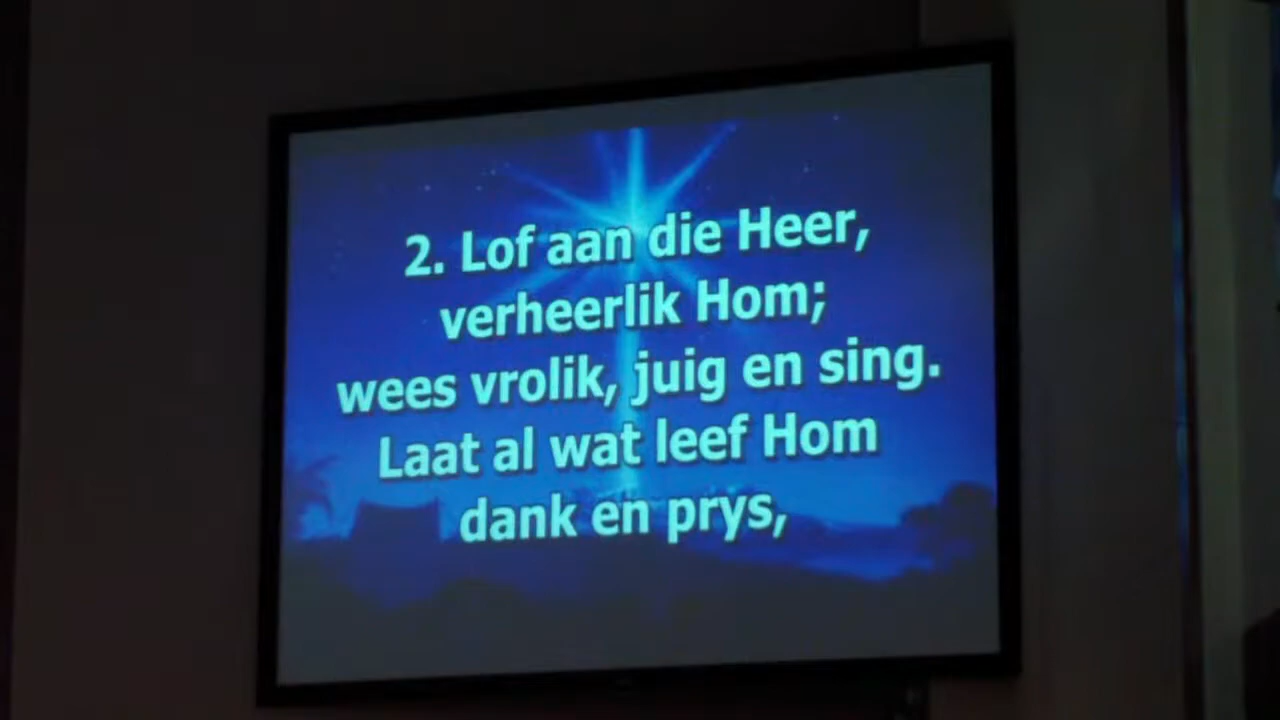 2. Lof aan die Heer,
verheerlik Hom;
wees vrolik, juig en sing.
Laat al wat leef Hom
dank en prys,